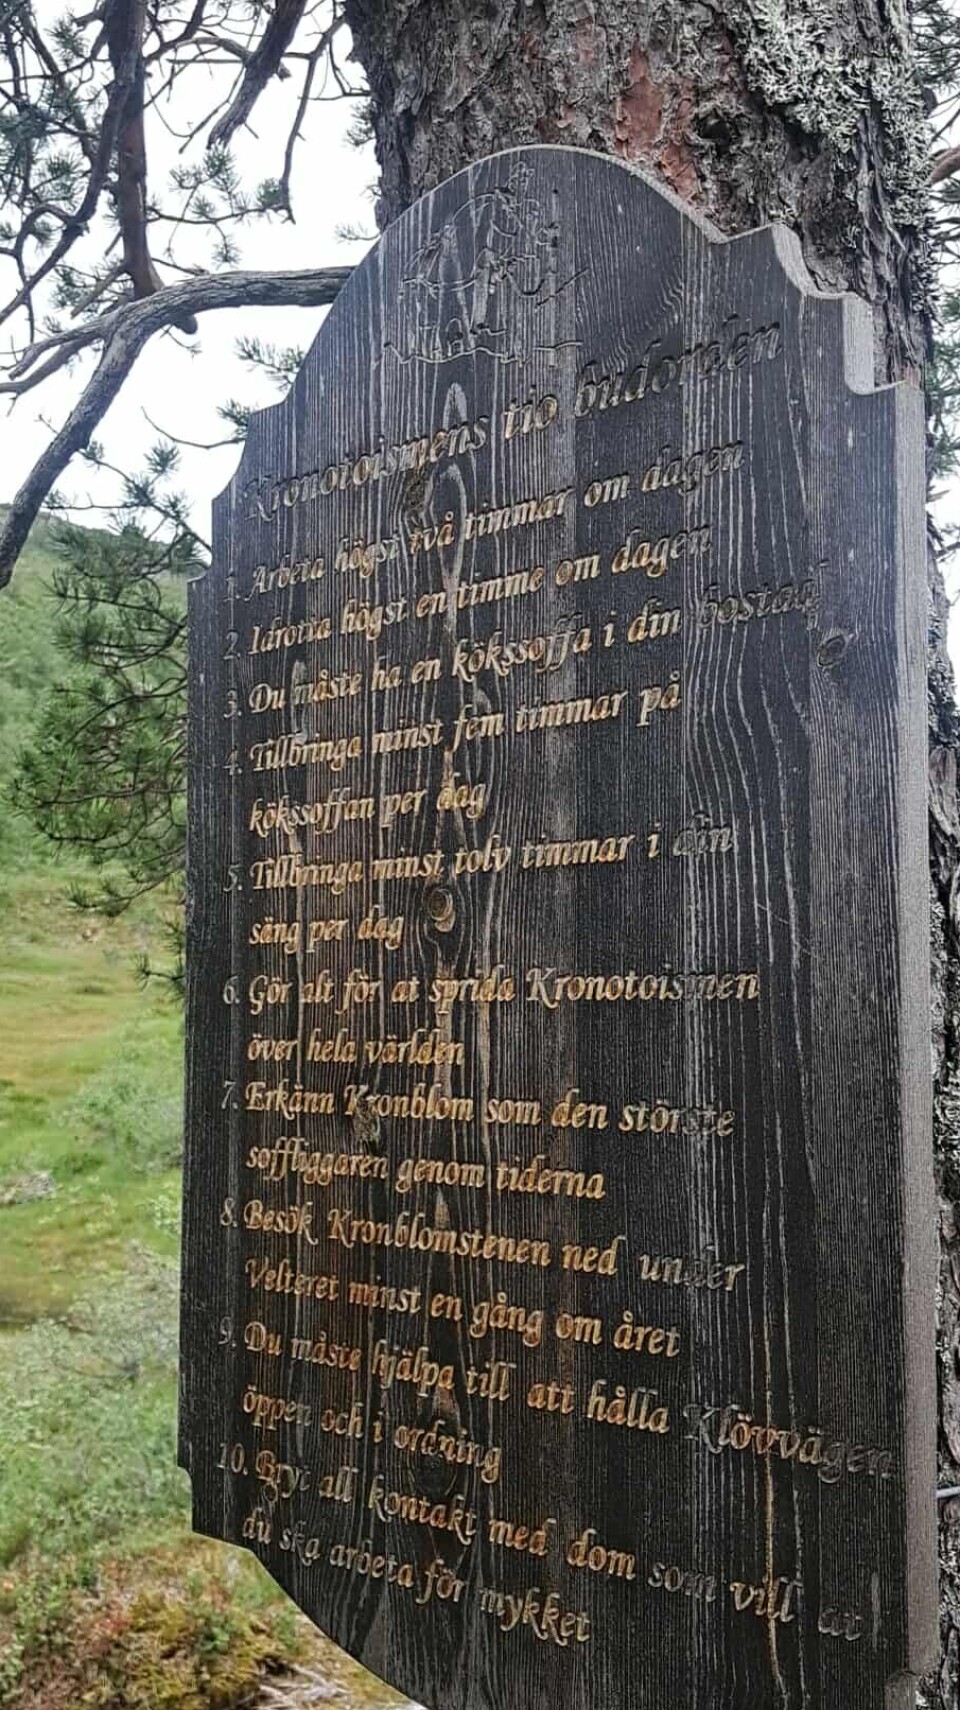 Kronotoismens tio budorden
1. Arbeta högst två timmar om dagen
2. Idrotta högst en timme om dagen
3. Du måste ha en kökssoffa i din bostad
4. Tillbringa minst fem timmar på
kökssoffan per dag
5. Tillbringa minst tolv timmar i din
säng per dag
6. Gör alt för at sprida Kronotoismen
över hela världen
7. Erkänn Kronblom som den störste
soffliggaren genom tiderna
8. Besök Kronblomstenen ned under
Velteret minst en gång om året
9. Du måste hjälpa till att hålla Klövvägen
öppen och i ordning
10. Bryt all kontakt med dom som vill at
du ska arbeta för mykket